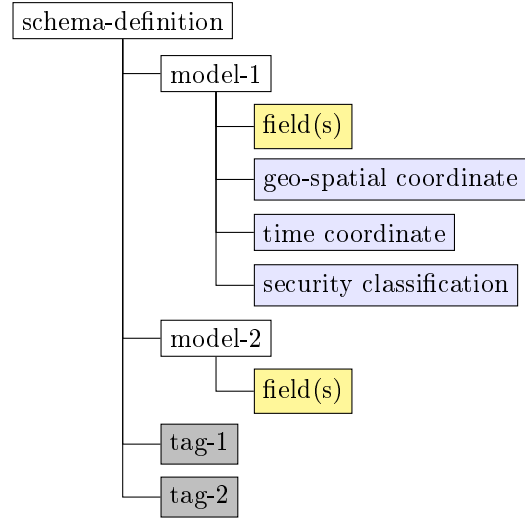 schema-definition
model-1
field(s)
geo-spatial coordinate
time coordinate
security classification
model-2
field(s)
tag-1
tag-2